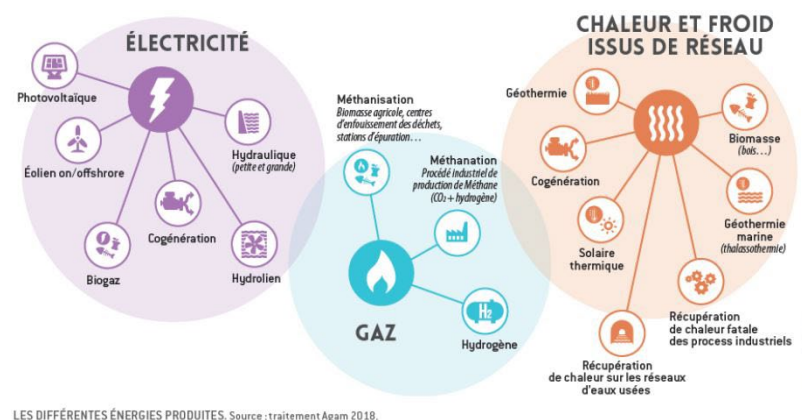 ÉLECTRICITÉ
Photovoltaïque
Éolien on/offshrore
Biogaz
Cogénération
Hydraulique
(petite et grande)
Hydrolien
Méthanisation
Biomasse agricole, centres
d'enfouissement des déchets,
stations d'épuration...
Méthanation
Procédé industriel de
production de Méthane
(CO₂ + hydrogène)
GAZ
H2
Hydrogène
CHALEUR ET FROID
ISSUS DE RÉSEAU
Géothermie
Cogénération
Solaire
thermique
Récupération
de chaleur sur les réseaux
d'eaux usées
Récupération
de chaleur fatale
des process industriels
Géothermie
marine
(thalassothermie)
Biomasse
(bois...)
LES DIFFÉRENTES ÉNERGIES PRODUITES. Source : traitement Agam 2018.